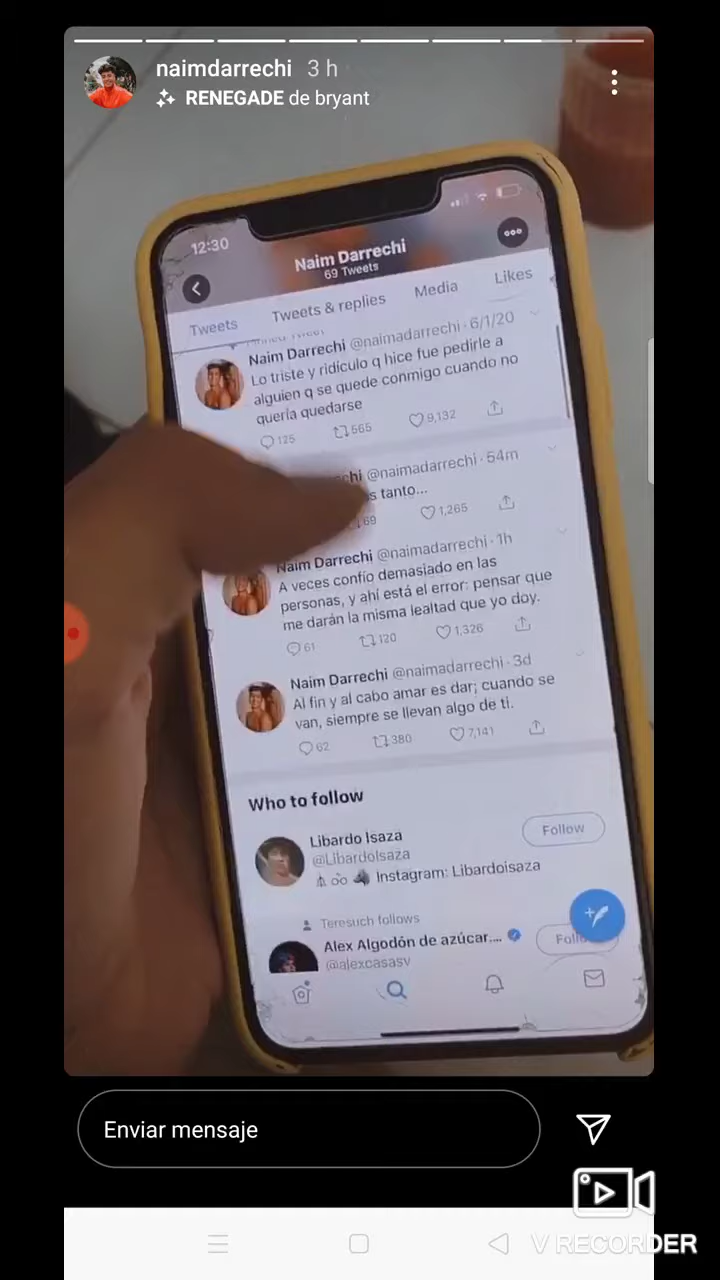 naimdarrechi 3 h
RENEGADE de bryant
12:30
Naim Darrechi
69 Tweets
Tweets Tweets & replies Media Likes
Naim Darrechi @naimadarrechi · 6/1/20
Lo triste y ridiculo q hice fue pedirle a
alguien q se quede conmigo cuando no
quería quedarse
125 565 9,132
@naimadarrechi · 54m
tanto...
69 1,265
Naim Darrechi @naimadarrechi · 1h
A veces confío demasiado en las
personas, y ahí está el error: pensar que
me darán la misma lealtad que yo doy.
61 120 1,326
Naim Darrechi @naimadarrechi · 3d
Al fin y al cabo amar es dar; cuando se
van, siempre se llevan algo de ti.
62 380 7,141
Who to follow
Libardo Isaza Follow
@LibardoIsaza
Instagram: Libardoisaza
Teresuch follows
Alex Algodón de azúcar....
@alexcasasv
Enviar mensaje
V RECORDER